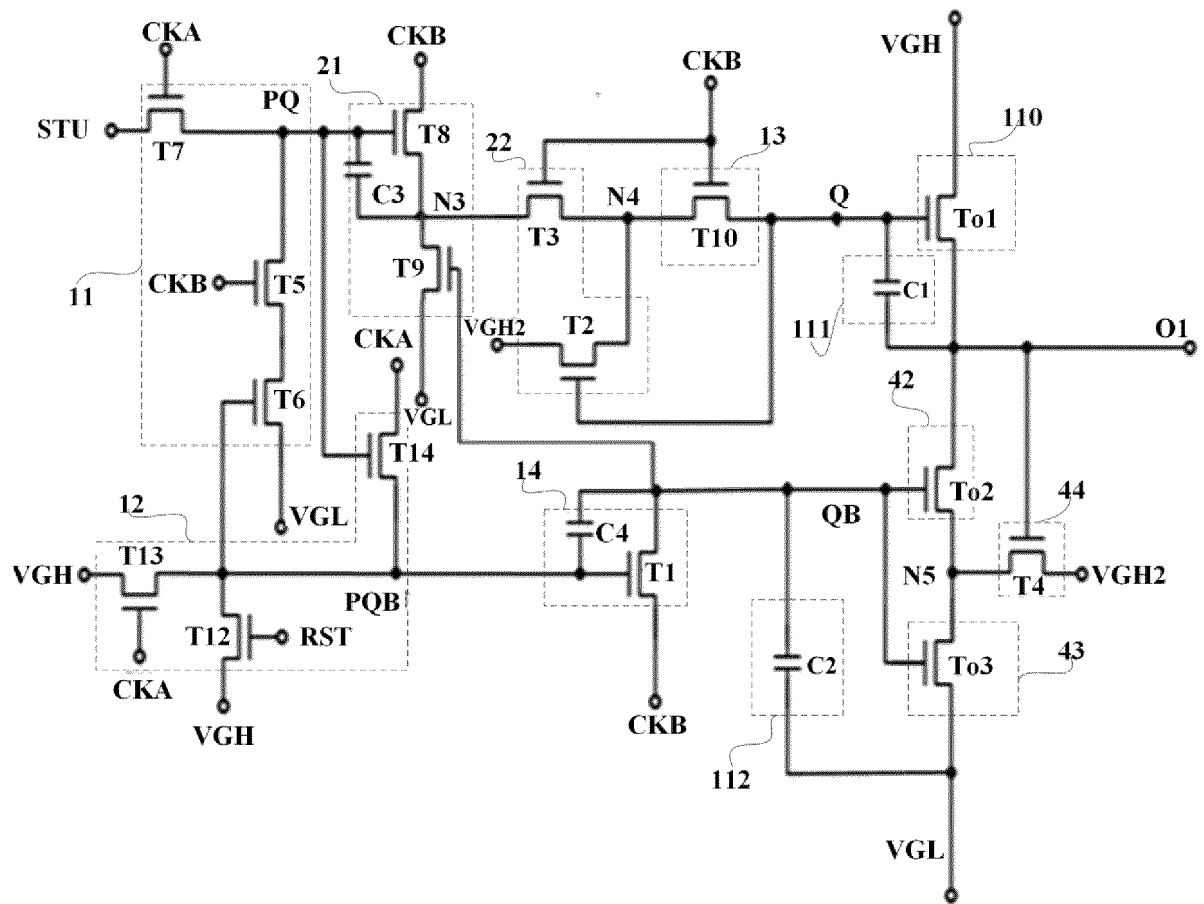 CKA
VGH
CKB
CKB
21
PQ
110
STU
T8
22
13
T7
C3
N3
N4
Q
To1
T3
T10
T9
C1
CKB
T5
11
T2
VGH2
111
O1
CKA
42
T6
VGL
T14
14
To2
44
QB
12
VGL
C4
T13
T1
N5
VGH
T4
VGH2
PQB
T12
RST
C2
To3
43
CKA
VGH
CKB
112
VGL